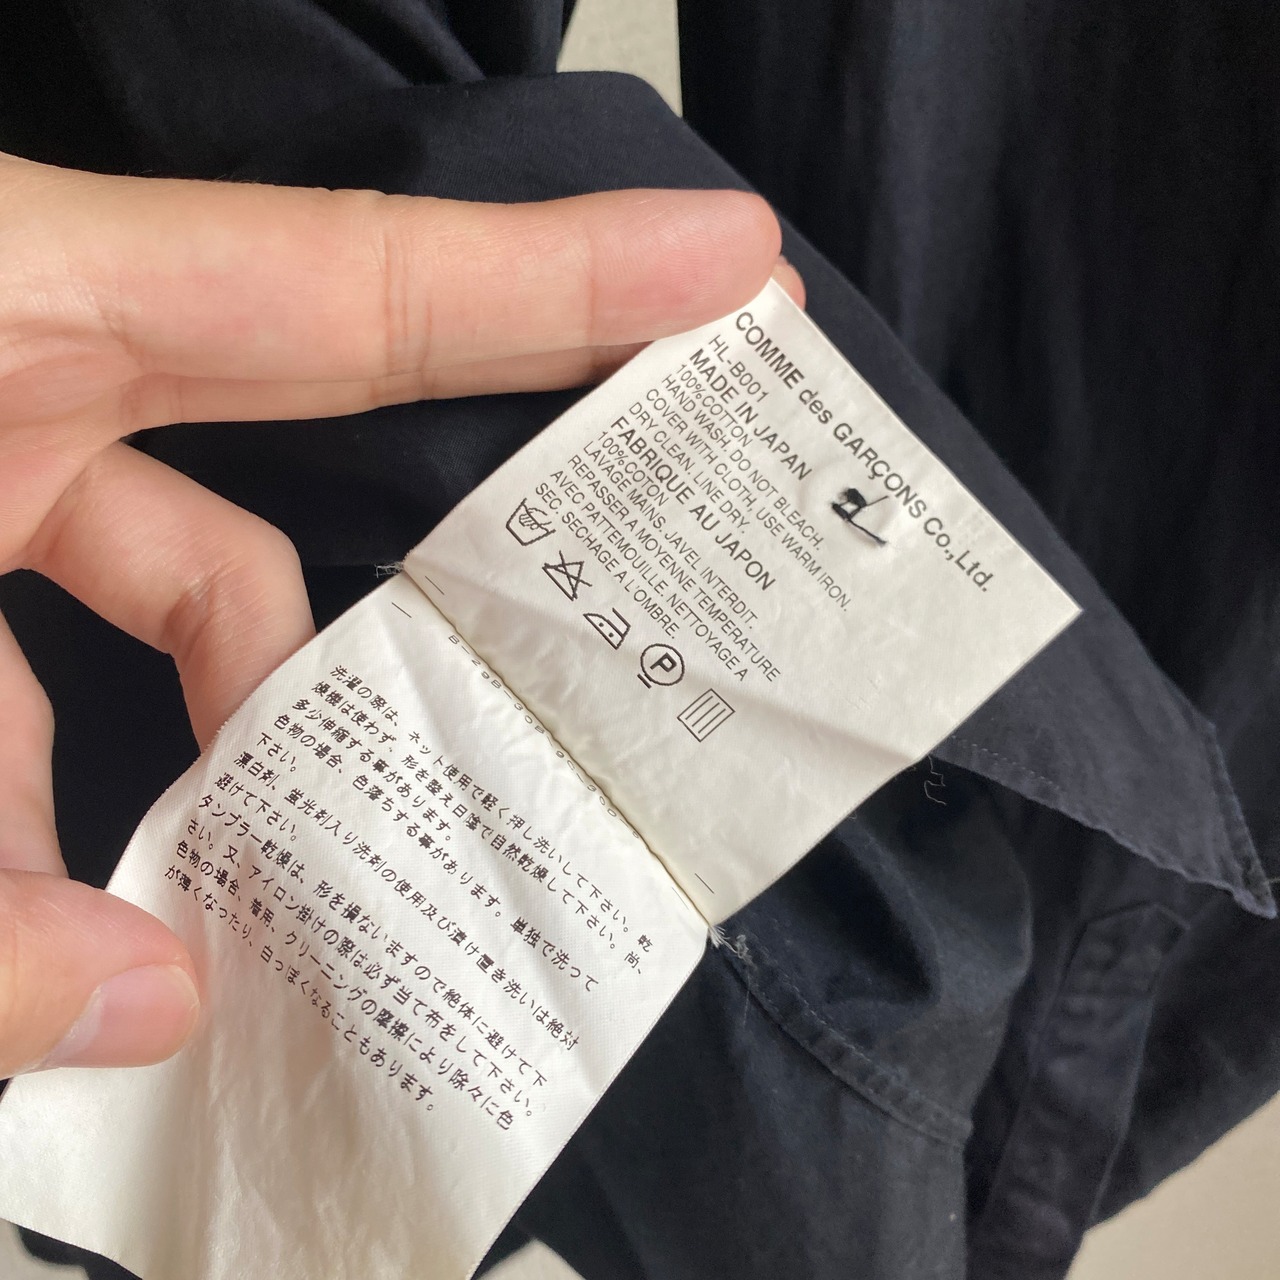 COMME des GARÇONS Co.,Ltd.
HL-B001
MADE IN JAPAN
100%COTTON
HAND WASH. DO NOT BLEACH.
COVER WITH CLOTH, USE WARM IRON.
DRY CLEAN. LINE DRY.
FABRIQUE AU JAPON
100%COTON
LAVAGE MAINS. JAVEL INTERDIT.
REPASSER A MOYENNE TEMPERATURE
AVEC PATTEMOUILLE. NETTOYAGE A
SEC. SECHAGE A L'OMBRE.
P
洗濯の際は、ネット使用で軽く押し洗いして下さい。乾
燥機は使わず、形を整え日陰で自然乾燥して下さい。尚、
多少伸縮する事があります。
色物の場合、色落ちする事があります。単独で洗って
下さい。
漂白剤、蛍光剤入り洗剤の使用及び漬け置き洗いは絶対
避けて下さい。
タンブラー乾燥は、形を損ないますので絶体に避けて下
さい。又、アイロン掛けの際は必ず当て布をして下さい。
色物の場合、着用、クリーニングの摩擦により除々に色
が薄くなったり、白っぽくなることもあります。